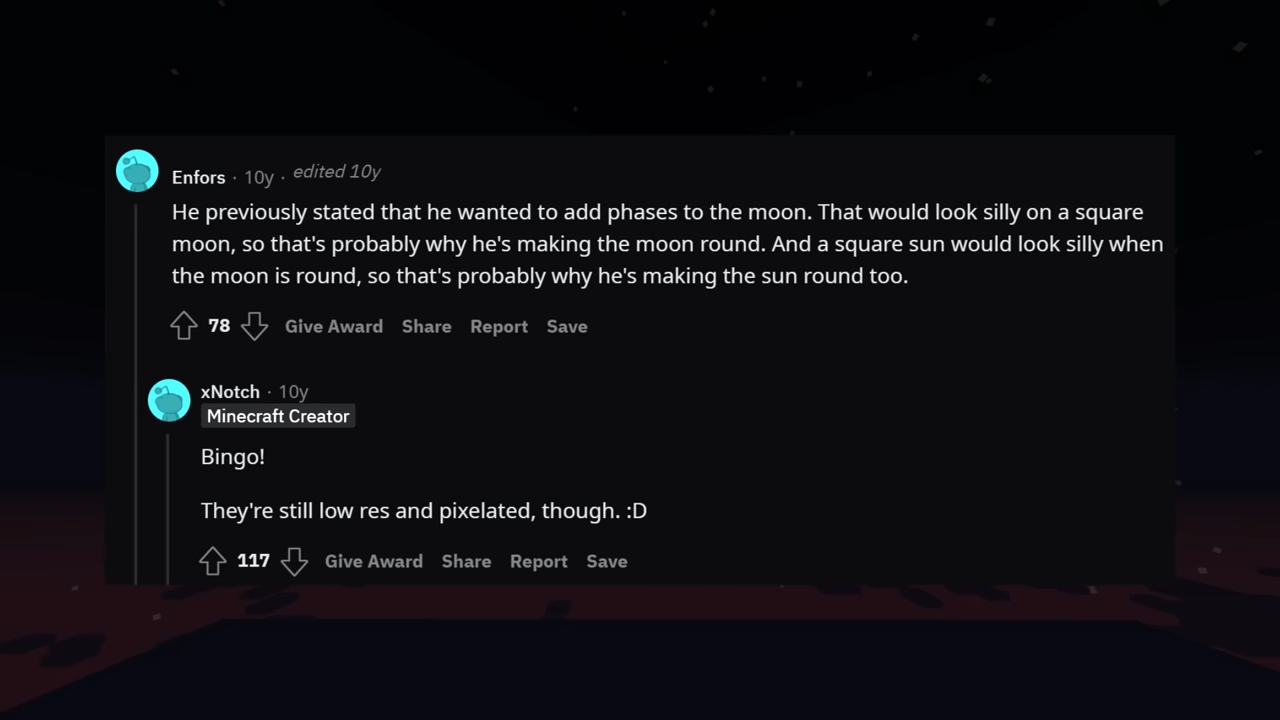 Enfors · 10y · edited 10y
He previously stated that he wanted to add phases to the moon. That would look silly on a square
moon, so that's probably why he's making the moon round. And a square sun would look silly when
the moon is round, so that's probably why he's making the sun round too.
78 Give Award Share Report Save
xNotch · 10y
Minecraft Creator
Bingo!
They're still low res and pixelated, though. :D
117 Give Award Share Report Save